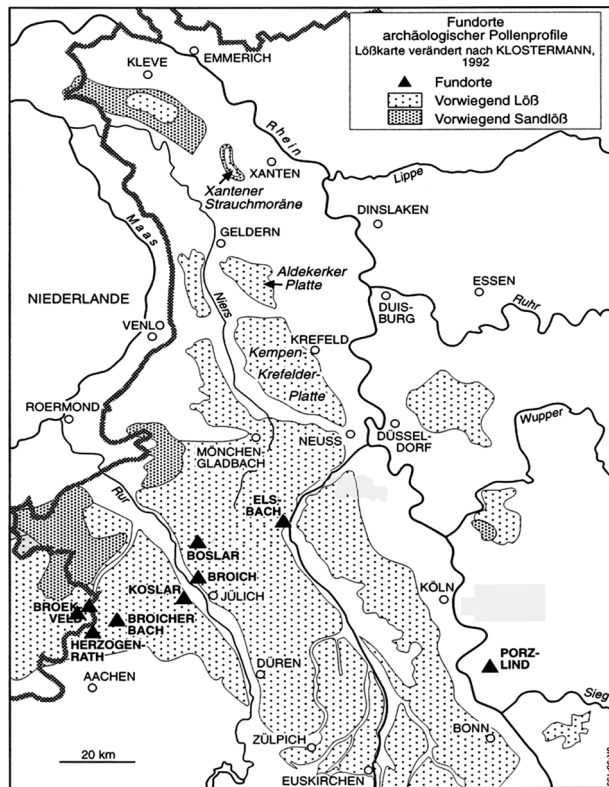 Fundorte
archäologischer Pollenprofile
Lößkarte verändert nach KLOSTERMANN,
1992
Fundorte
Vorwiegend Löß
Vorwiegend Sandlöß
EMMERICH
KLEVE
Rhein
XANTEN
Xantener
Strauchmoräne
Lippe
DINSLAKEN
Maas
GELDERN
Aldekerker
Platte
ESSEN
NIEDERLANDE
Niers
DUIS-
BURG
Ruhr
VENLO
KREFELD
Kempen-
Krefelder-
Platte
ROERMOND
Wupper
MÖNCHEN-
GLADBACH
NEUSS
DÜSSEL-
DORF
Rur
ELS-
BACH
BOSLAR
BROICH
KOSLAR
JÜLICH
KÖLN
BROEK
VELD
BROICHER
BACH
HERZOGEN-
RATH
PORZ-
LIND
AACHEN
DÜREN
Sieg
BONN
ZÜLPICH
20 km
EUSKIRCHEN